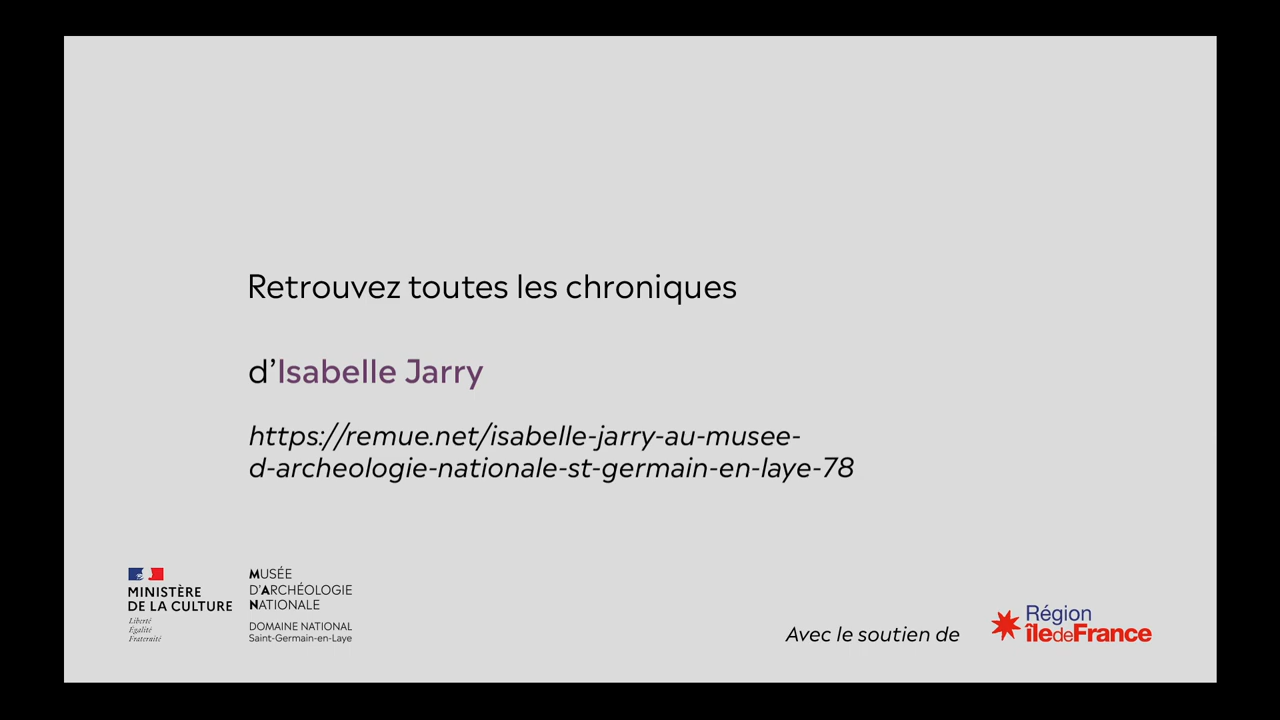 Retrouvez toutes les chroniques
d’Isabelle Jarry
https://remue.net/isabelle-jarry-au-musee-
d-archeologie-nationale-st-germain-en-laye-78
MINISTÈRE
DE LA CULTURE
Liberté
Égalité
Fraternité
MUSÉE
D’ARCHÉOLOGIE
NATIONALE
DOMAINE NATIONAL
Saint-Germain-en-Laye
Avec le soutien de
Région
îledeFrance